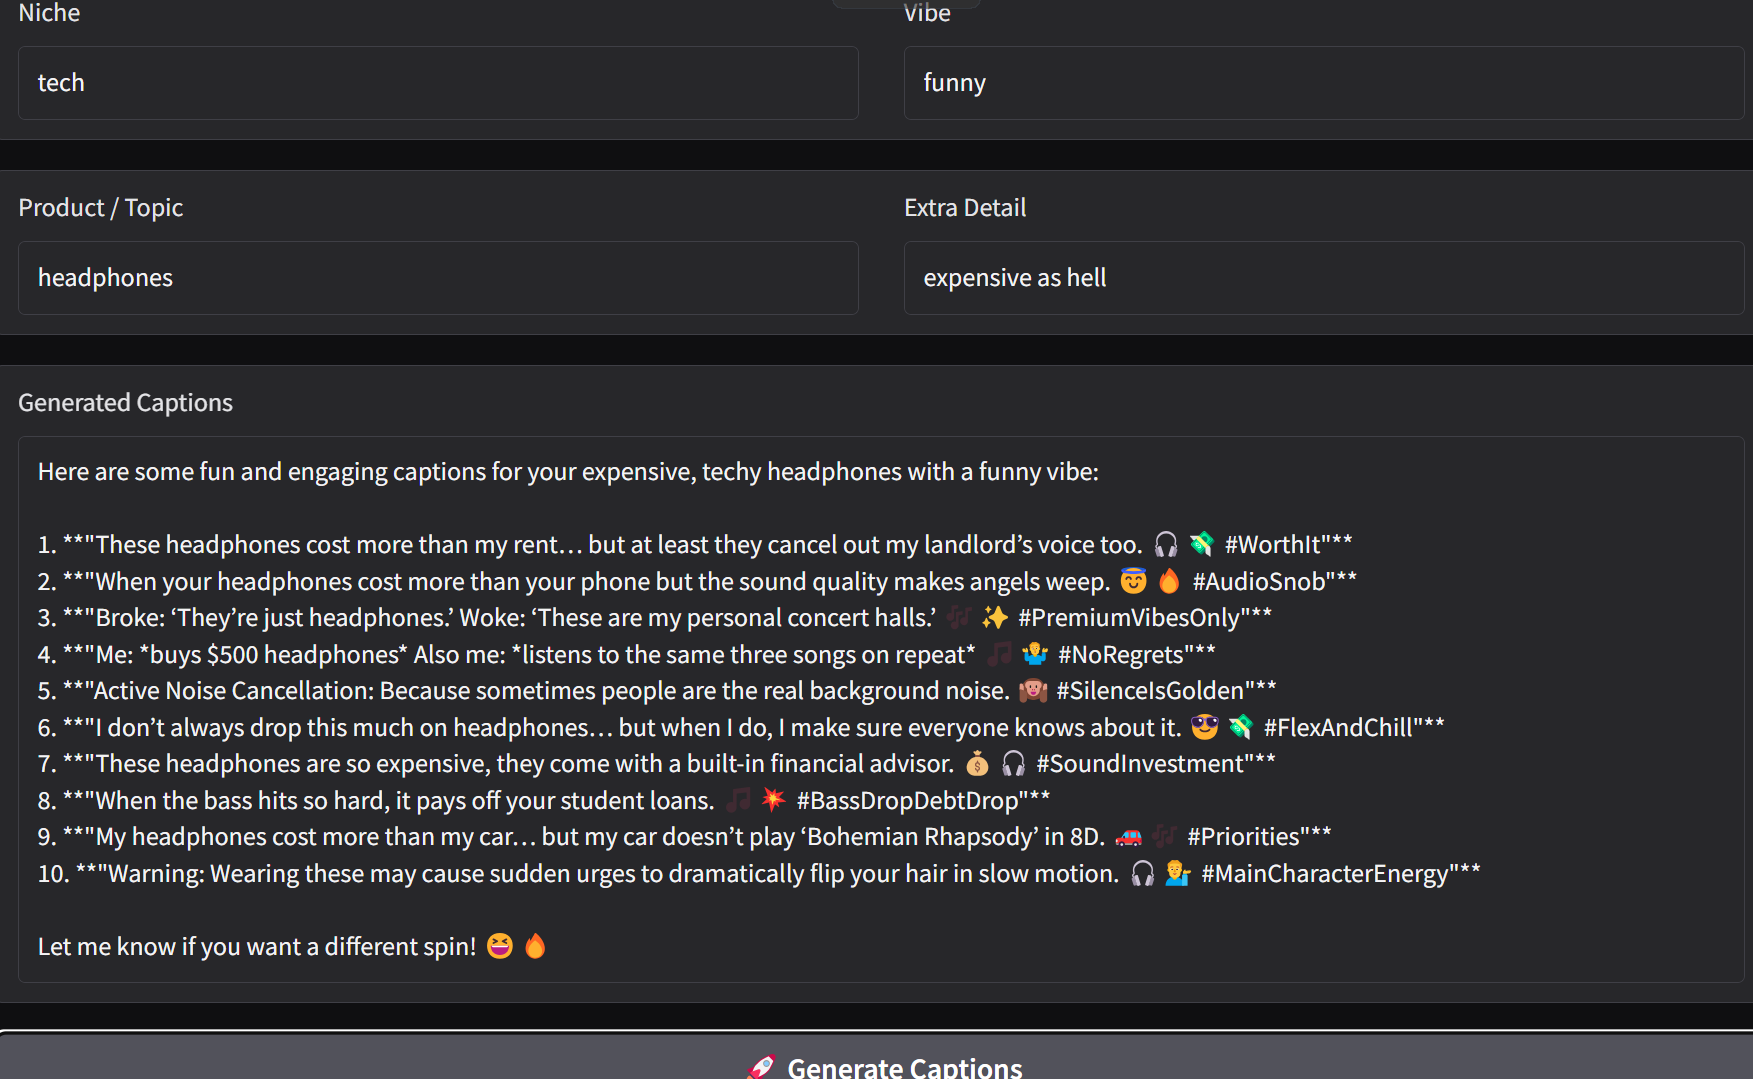 Niche
Vibe
tech
funny
Product / Topic
Extra Detail
headphones
expensive as hell
Generated Captions
Here are some fun and engaging captions for your expensive, techy headphones with a funny vibe:
1. **"These headphones cost more than my rent… but at least they cancel out my landlord’s voice too. 🎧 💸 #WorthIt"**
2. **"When your headphones cost more than your phone but the sound quality makes angels weep. 😇 🔥 #AudioSnob"**
3. **"Broke: ‘They’re just headphones.’ Woke: ‘These are my personal concert halls.’ 🎶 ✨ #PremiumVibesOnly"**
4. **"Me: *buys $500 headphones* Also me: *listens to the same three songs on repeat* 🎵 🤷 #NoRegrets"**
5. **"Active Noise Cancellation: Because sometimes people are the real background noise. 🙉 #SilenceIsGolden"**
6. **"I don’t always drop this much on headphones… but when I do, I make sure everyone knows about it. 😎 💸 #FlexAndChill"**
7. **"These headphones are so expensive, they come with a built-in financial advisor. 💰 🎧 #SoundInvestment"**
8. **"When the bass hits so hard, it pays off your student loans. 🎵 💥 #BassDropDebtDrop"**
9. **"My headphones cost more than my car… but my car doesn’t play ‘Bohemian Rhapsody’ in 8D. 🚗 🎶 #Priorities"**
10. **"Warning: Wearing these may cause sudden urges to dramatically flip your hair in slow motion. 🎧 💁 #MainCharacterEnergy"**
Let me know if you want a different spin! 😆 🔥
🚀 Generate Captions